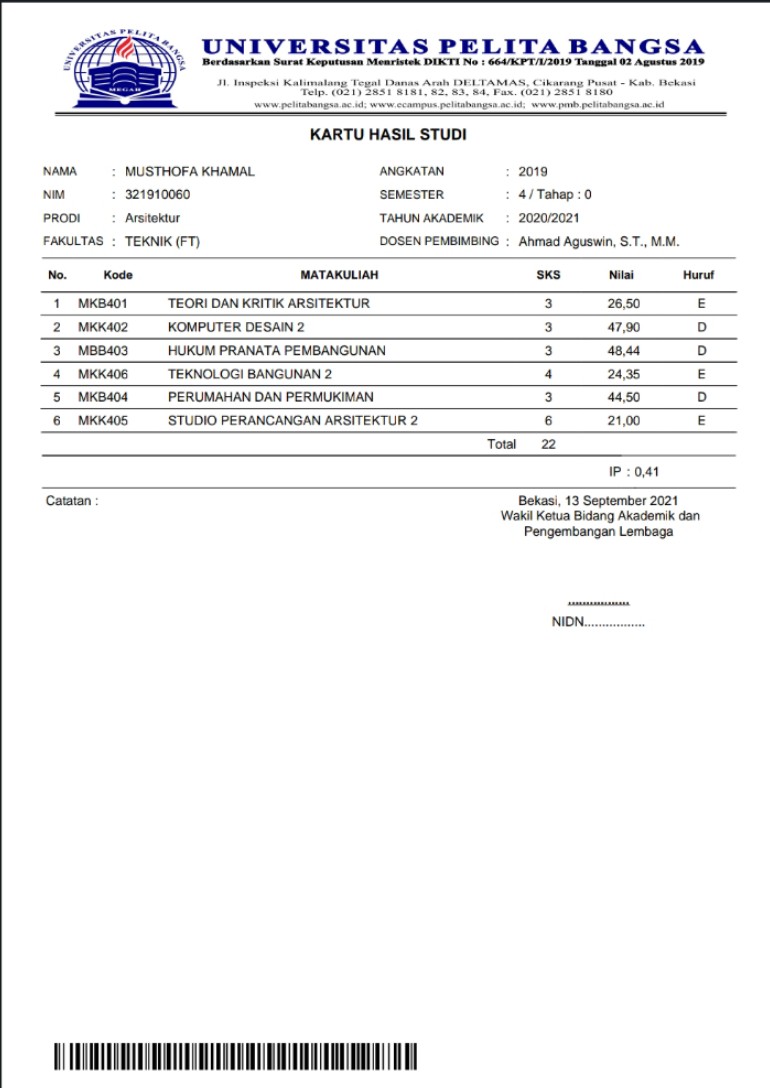 UNIVERSITAS PELITA BANGSA
MEGAH
UNIVERSITAS PELITA BANGSA
Berdasarkan Surat Keputusan Menristek DIKTI No : 664/KPT/I/2019 Tanggal 02 Agustus 2019
Jl. Inspeksi Kalimalang Tegal Danas Arah DELTAMAS, Cikarang Pusat - Kab. Bekasi
Telp. (021) 2851 8181, 82, 83, 84, Fax. (021) 2851 8180
www.pelitabangsa.ac.id; www.ecampus.pelitabangsa.ac.id; www.pmb.pelitabangsa.ac.id
KARTU HASIL STUDI
NAMA : MUSTHOFA KHAMAL ANGKATAN : 2019
NIM : 321910060 SEMESTER : 4 / Tahap : 0
PRODI : Arsitektur TAHUN AKADEMIK : 2020/2021
FAKULTAS : TEKNIK (FT) DOSEN PEMBIMBING : Ahmad Aguswin, S.T., M.M.
No. Kode MATAKULIAH SKS Nilai Huruf
1 MKB401 TEORI DAN KRITIK ARSITEKTUR 3 26,50 E
2 MKK402 KOMPUTER DESAIN 2 3 47,90 D
3 MBB403 HUKUM PRANATA PEMBANGUNAN 3 48,44 D
4 MKK406 TEKNOLOGI BANGUNAN 2 4 24,35 E
5 MKB404 PERUMAHAN DAN PERMUKIMAN 3 44,50 D
6 MKK405 STUDIO PERANCANGAN ARSITEKTUR 2 6 21,00 E
Total 22
IP : 0,41
Catatan : Bekasi, 13 September 2021
Wakil Ketua Bidang Akademik dan
Pengembangan Lembaga
.................
NIDN.................